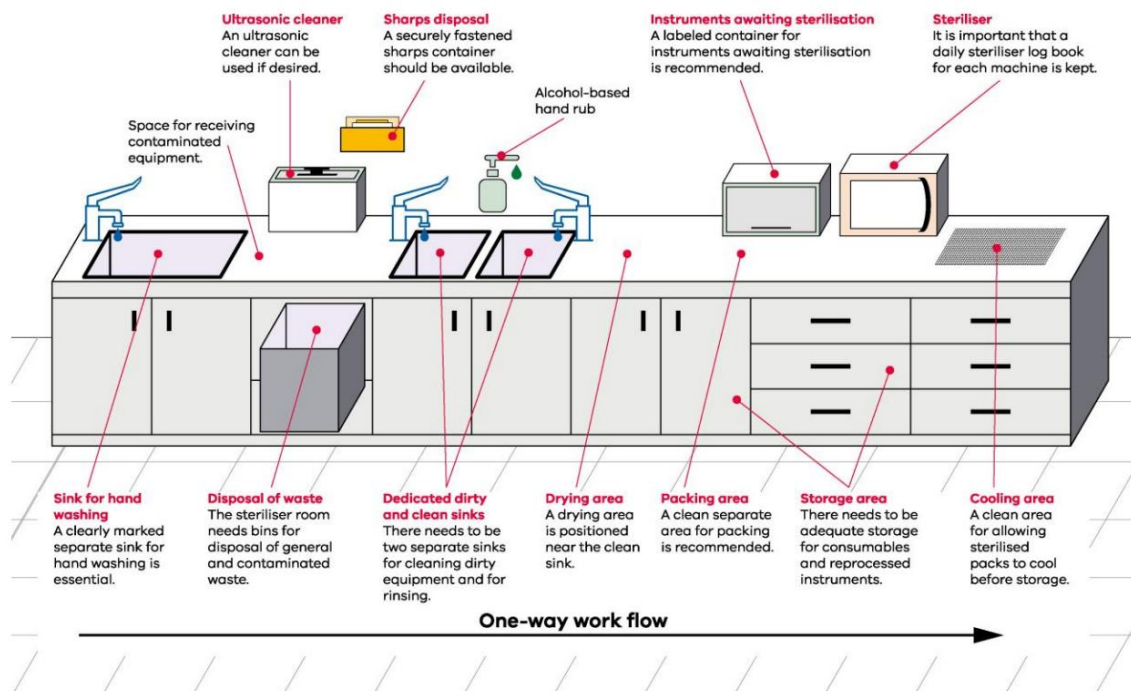 Ultrasonic cleaner
An ultrasonic
cleaner can be
used if desired.
Sharps disposal
A securely fastened
sharps container
should be available.
Instruments awaiting sterilisation
A labeled container for
instruments awaiting sterilisation
is recommended.
Steriliser
It is important that a
daily steriliser log book
for each machine is kept.
Space for receiving
contaminated
equipment.
Alcohol-based
hand rub
Sink for hand
washing
A clearly marked
separate sink for
hand washing is
essential.
Disposal of waste
The steriliser room
needs bins for
disposal of general
and contaminated
waste.
Dedicated dirty
and clean sinks
There needs to be
two separate sinks
for cleaning dirty
equipment and for
rinsing.
Drying area
A drying area
is positioned
near the clean
sink.
Packing area
A clean separate
area for packing
is recommended.
Storage area
There needs to be
adequate storage
for consumables
and reprocessed
instruments.
Cooling area
A clean area
for allowing
sterilised
packs to cool
before storage.
One-way work flow